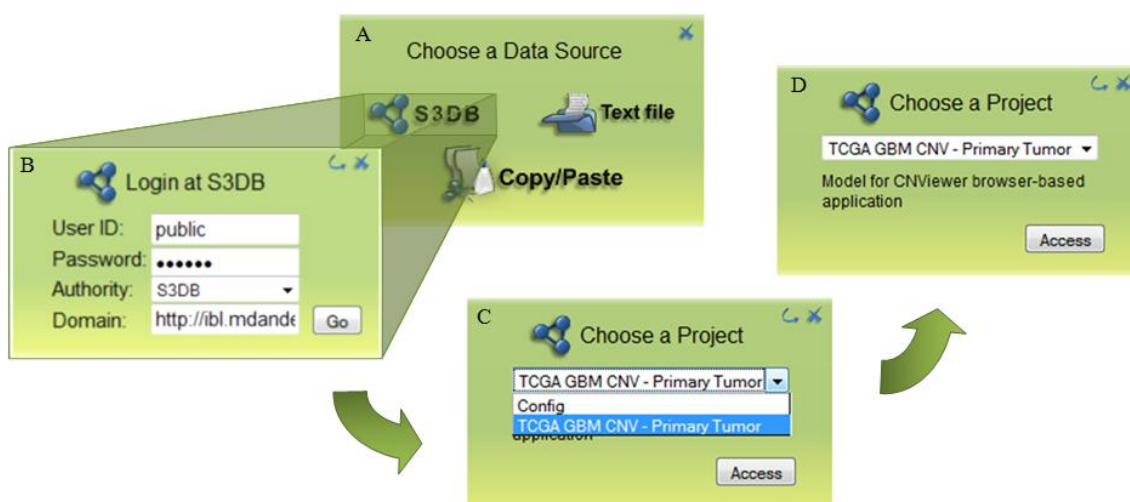 A
Choose a Data Source
S3DB
Text file
Copy/Paste
B
Login at S3DB
User ID: public
Password: ••••••
Authority: S3DB
Domain: http://ibl.mdande
Go
C
Choose a Project
TCGA GBM CNV - Primary Tumor
Config
TCGA GBM CNV - Primary Tumor
application
Access
D
Choose a Project
TCGA GBM CNV - Primary Tumor
Model for CNViewer browser-based
application
Access